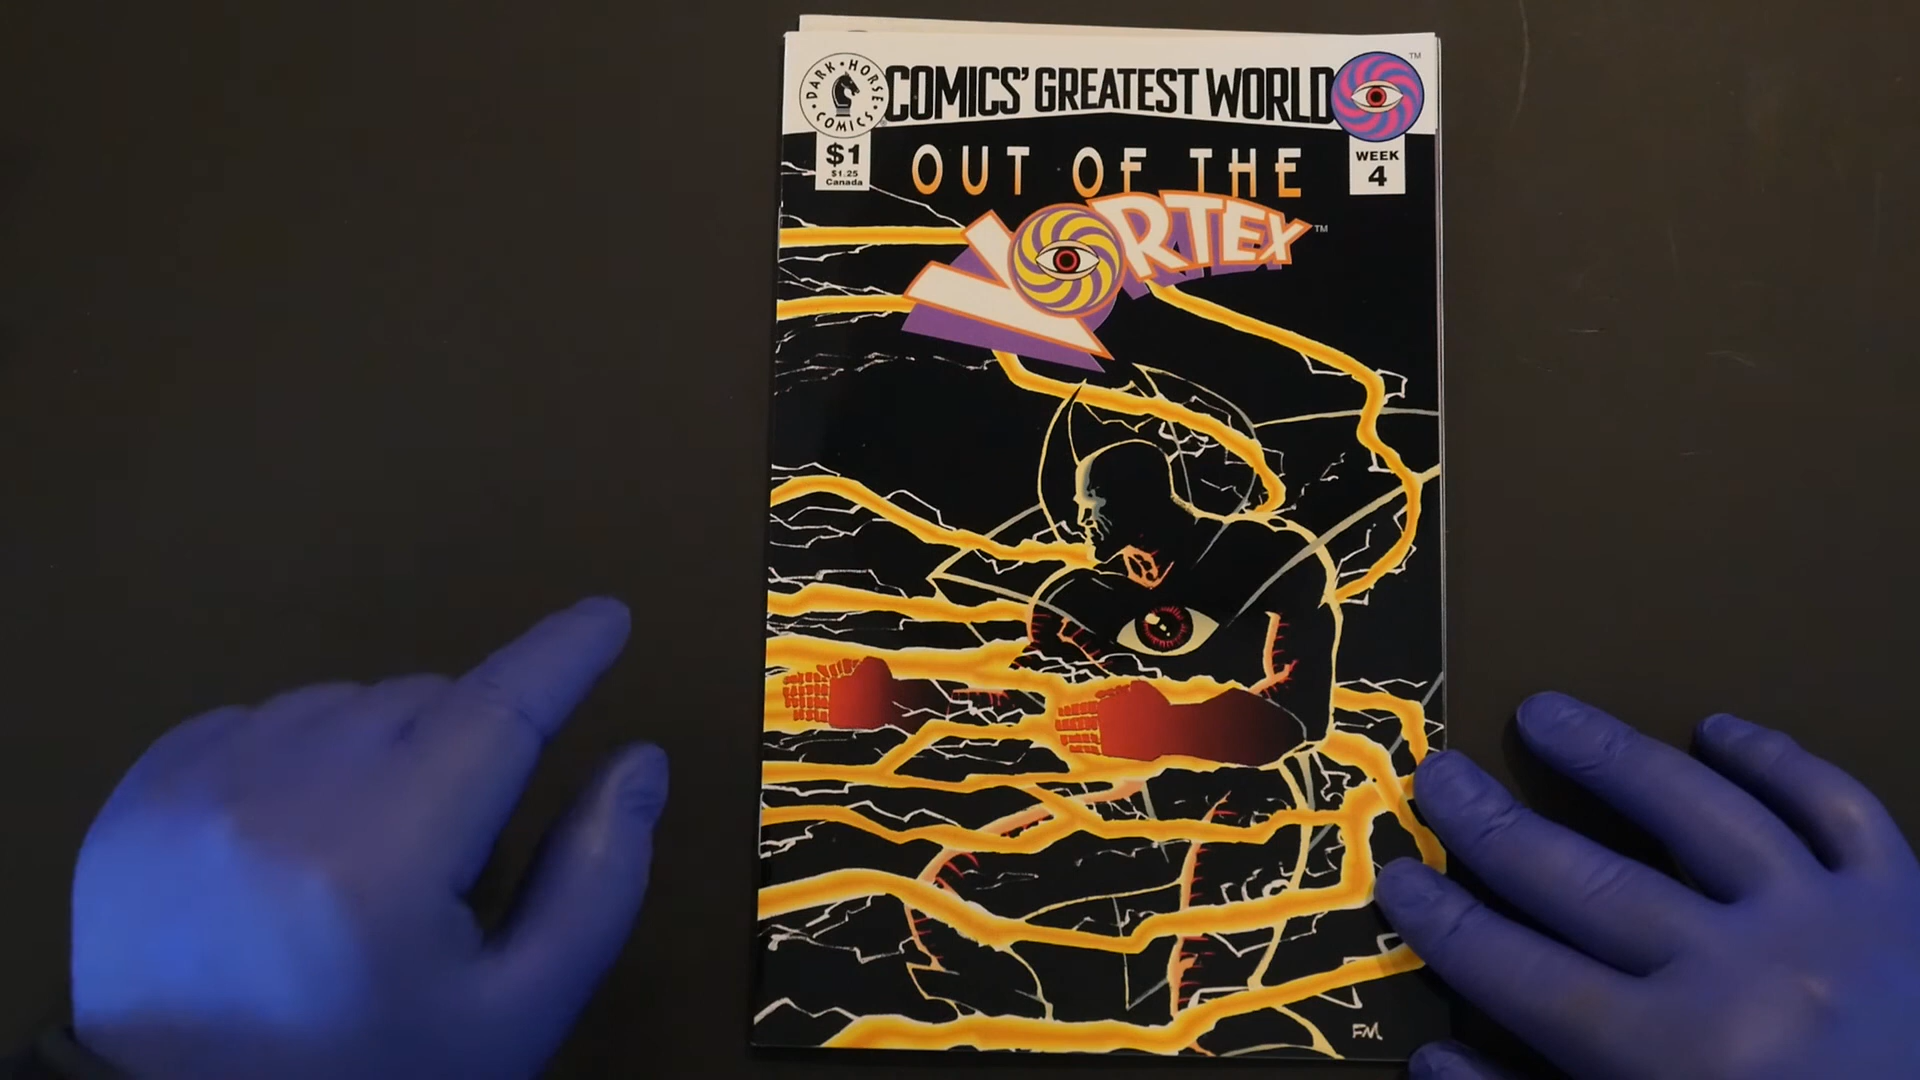 DARK • HORSE • COMICS •
COMICS' GREATEST WORLD
TM
$1
$1.25
Canada
WEEK
4
OUT OF THE
VORTEX
TM
FM